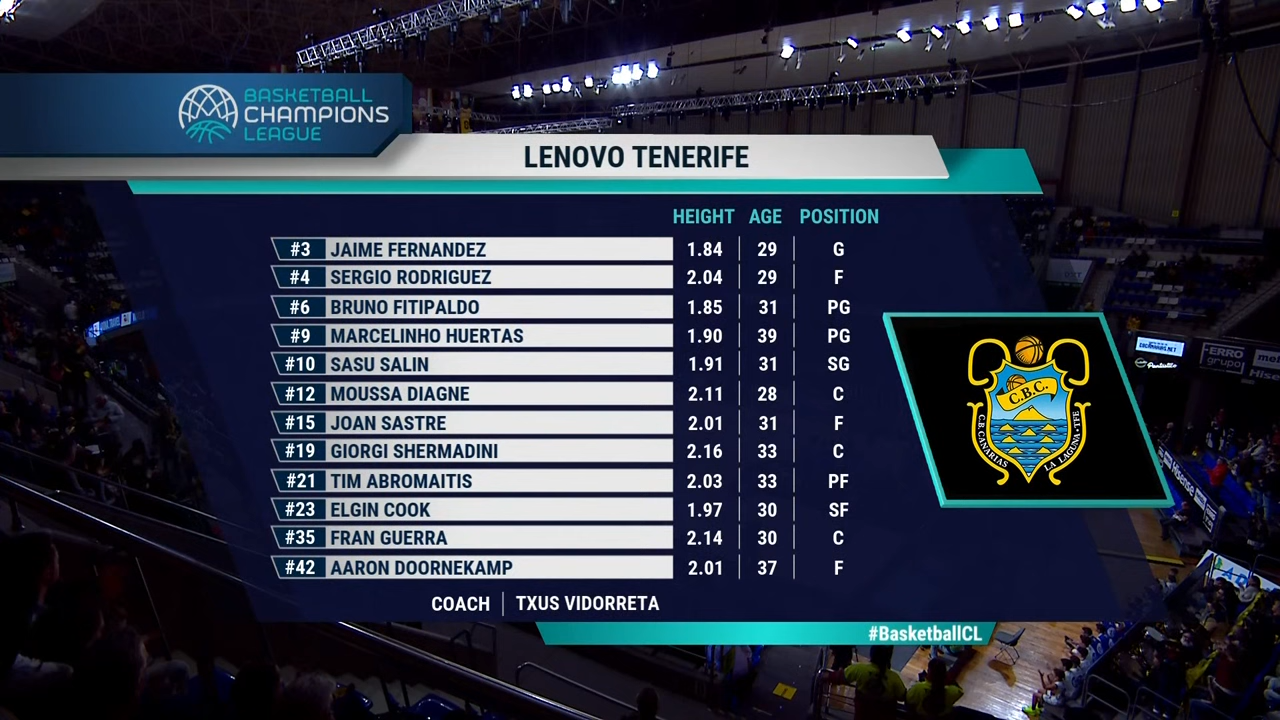 BASKETBALL
CHAMPIONS
LEAGUE
LENOVO TENERIFE
HEIGHT AGE POSITION
#3 JAIME FERNANDEZ 1.84 29 G
#4 SERGIO RODRIGUEZ 2.04 29 F
#6 BRUNO FITIPALDO 1.85 31 PG
#9 MARCELINHO HUERTAS 1.90 39 PG
#10 SASU SALIN 1.91 31 SG
#12 MOUSSA DIAGNE 2.11 28 C
#15 JOAN SASTRE 2.01 31 F
#19 GIORGI SHERMADINI 2.16 33 C
#21 TIM ABROMAITIS 2.03 33 PF
#23 ELGIN COOK 1.97 30 SF
#35 FRAN GUERRA 2.14 30 C
#42 AARON DOORNEKAMP 2.01 37 F
COACH TXUS VIDORRETA
C.B.C.
C.B. CANARIAS
LA LAGUNA · TFE
ERRO
grupo
Hisense
#BasketballCL